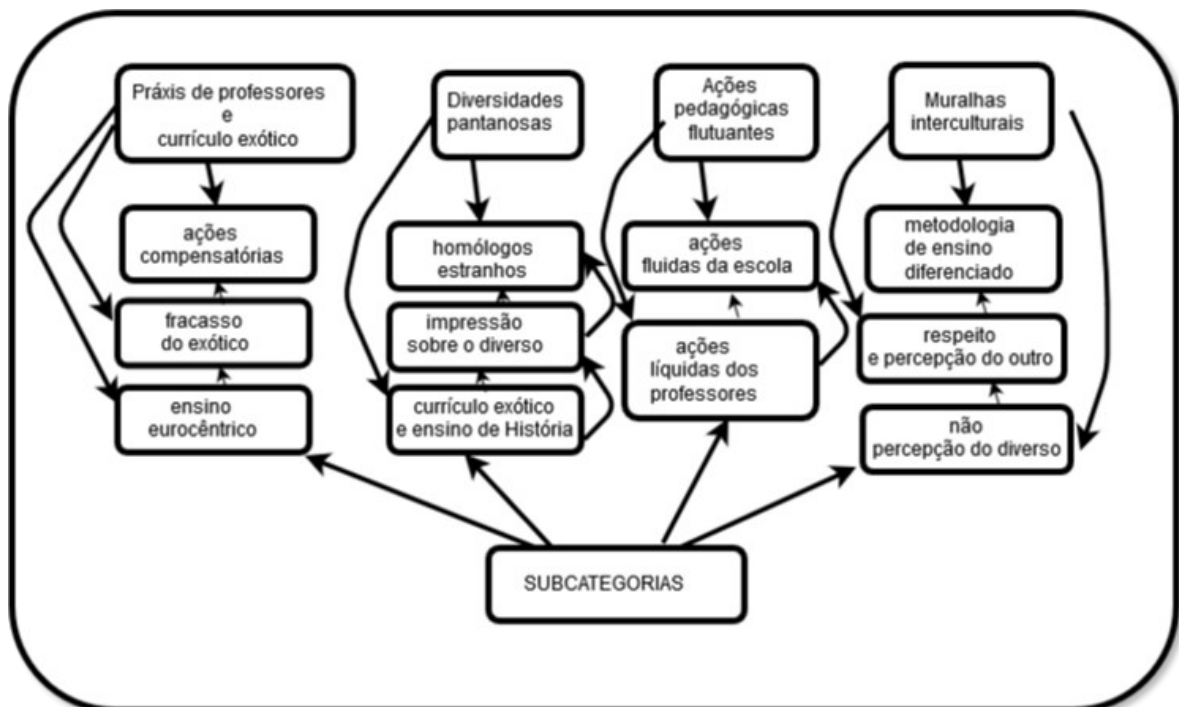 Práxis de professores
e
currículo exótico
Diversidades
pantanosas
Ações
pedagógicas
flutuantes
Muralhas
interculturais
ações
compensatórias
homólogos
estranhos
ações
fluidas da escola
metodologia
de ensino
diferenciado
fracasso
do exótico
impressão
sobre o diverso
ações
líquidas dos
professores
respeito
e percepção do outro
ensino
eurocêntrico
currículo exótico
e ensino de História
não
percepção do diverso
SUBCATEGORIAS